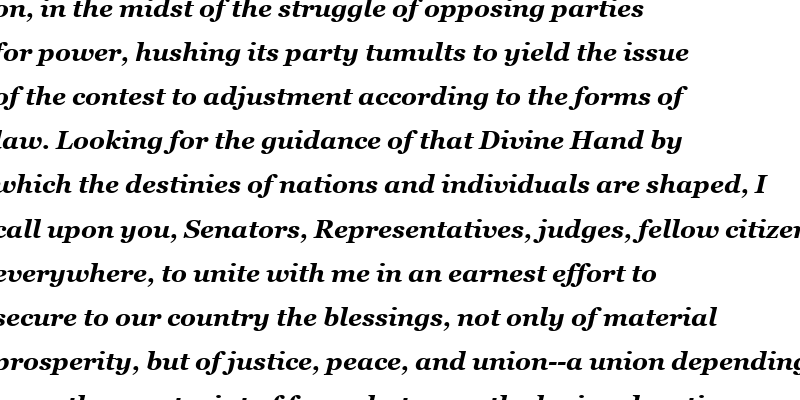 on, in the midst of the struggle of opposing parties
for power, hushing its party tumults to yield the issue
of the contest to adjustment according to the forms of
law. Looking for the guidance of that Divine Hand by
which the destinies of nations and individuals are shaped, I
call upon you, Senators, Representatives, judges, fellow citizen
everywhere, to unite with me in an earnest effort to
secure to our country the blessings, not only of material
prosperity, but of justice, peace, and union--a union depending